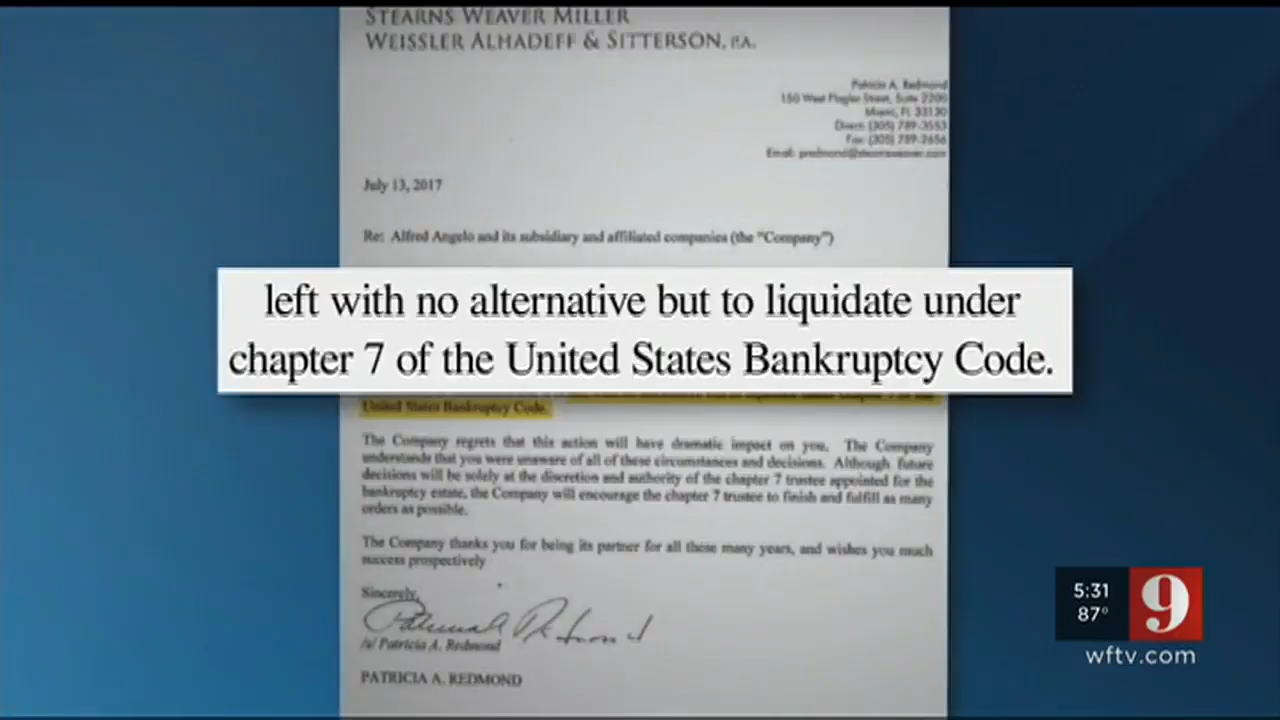 STEARNS WEAVER MILLER
WEISSLER ALHADEFF & SITTERSON, P.A.
Patricia A. Redmond
150 West Flagler Street, Suite 2200
Miami, FL 33130
Direct: (305) 789-3553
Fax: (305) 789-2656
Email: predmond@stearnsweaver.com
July 13, 2017
Re: Alfred Angelo and its subsidiary and affiliated companies (the "Company")
left with no alternative but to liquidate under
chapter 7 of the United States Bankruptcy Code.
United States Bankruptcy Code.
The Company regrets that this action will have dramatic impact on you. The Company
understands that you were unaware of all of these circumstances and decisions. Although future
decisions will be solely at the discretion and authority of the chapter 7 trustee appointed for the
bankruptcy estate, the Company will encourage the chapter 7 trustee to finish and fulfill as many
orders as possible.
The Company thanks you for being its partner for all these many years, and wishes you much
success prospectively
Sincerely,
Patricia A. Redmond
/s/ Patricia A. Redmond
PATRICIA A. REDMOND
5:31
87°
9
wftv.com